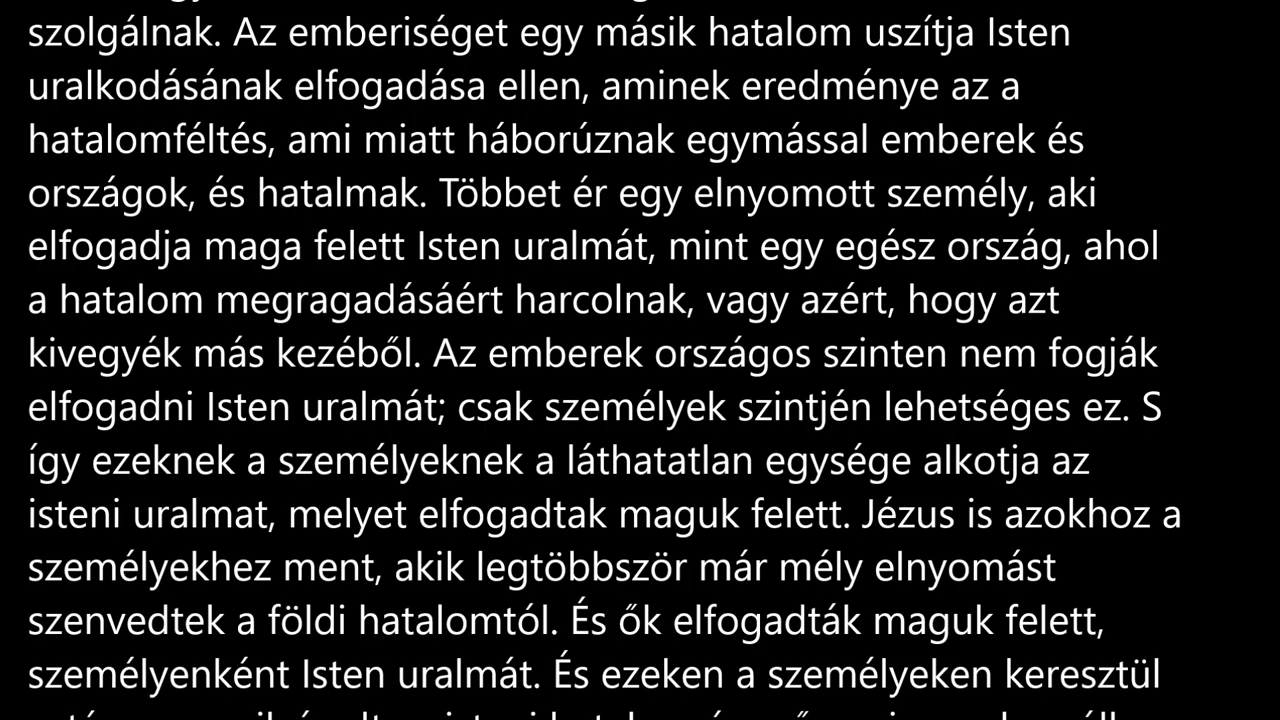 szolgálnak. Az emberiséget egy másik hatalom uszítja Isten
uralkodásának elfogadása ellen, aminek eredménye az a
hatalomféltés, ami miatt háborúznak egymással emberek és
országok, és hatalmak. Többet ér egy elnyomott személy, aki
elfogadja maga felett Isten uralmát, mint egy egész ország, ahol
a hatalom megragadásáért harcolnak, vagy azért, hogy azt
kivegyék más kezéből. Az emberek országos szinten nem fogják
elfogadni Isten uralmát; csak személyek szintjén lehetséges ez. S
így ezeknek a személyeknek a láthatatlan egysége alkotja az
isteni uralmat, melyet elfogadtak maguk felett. Jézus is azokhoz a
személyekhez ment, akik legtöbbször már mély elnyomást
szenvedtek a földi hatalomtól. És ők elfogadták maguk felett,
személyenként Isten uralmát. És ezeken a személyeken keresztül